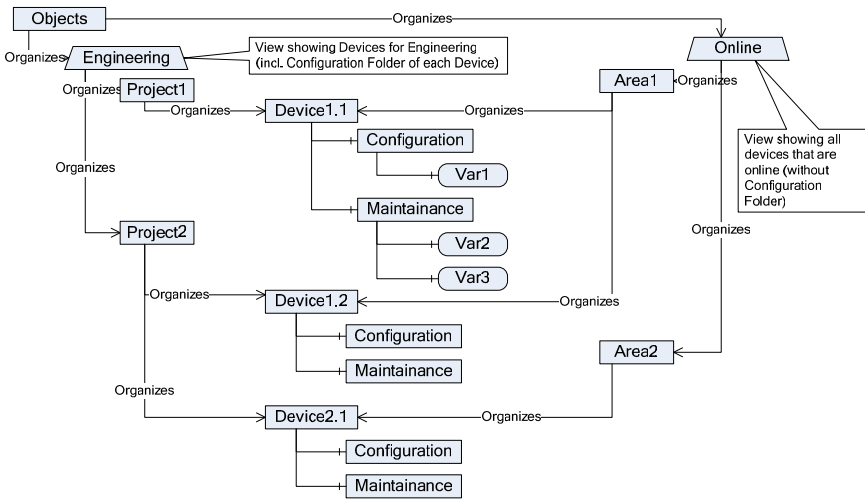 Objects
Organizes
Organizes
Engineering
View showing Devices for Engineering
(incl. Configuration Folder of each Device)
Online
Organizes
Project1
Area1
Organizes
Organizes
Device1.1
Organizes
Configuration
View showing all
devices that are
online (without
Configuration
Folder)
Organizes
Var1
Maintainance
Project2
Organizes
Var2
Var3
Organizes
Device1.2
Organizes
Configuration
Area2
Maintainance
Organizes
Device2.1
Organizes
Configuration
Maintainance